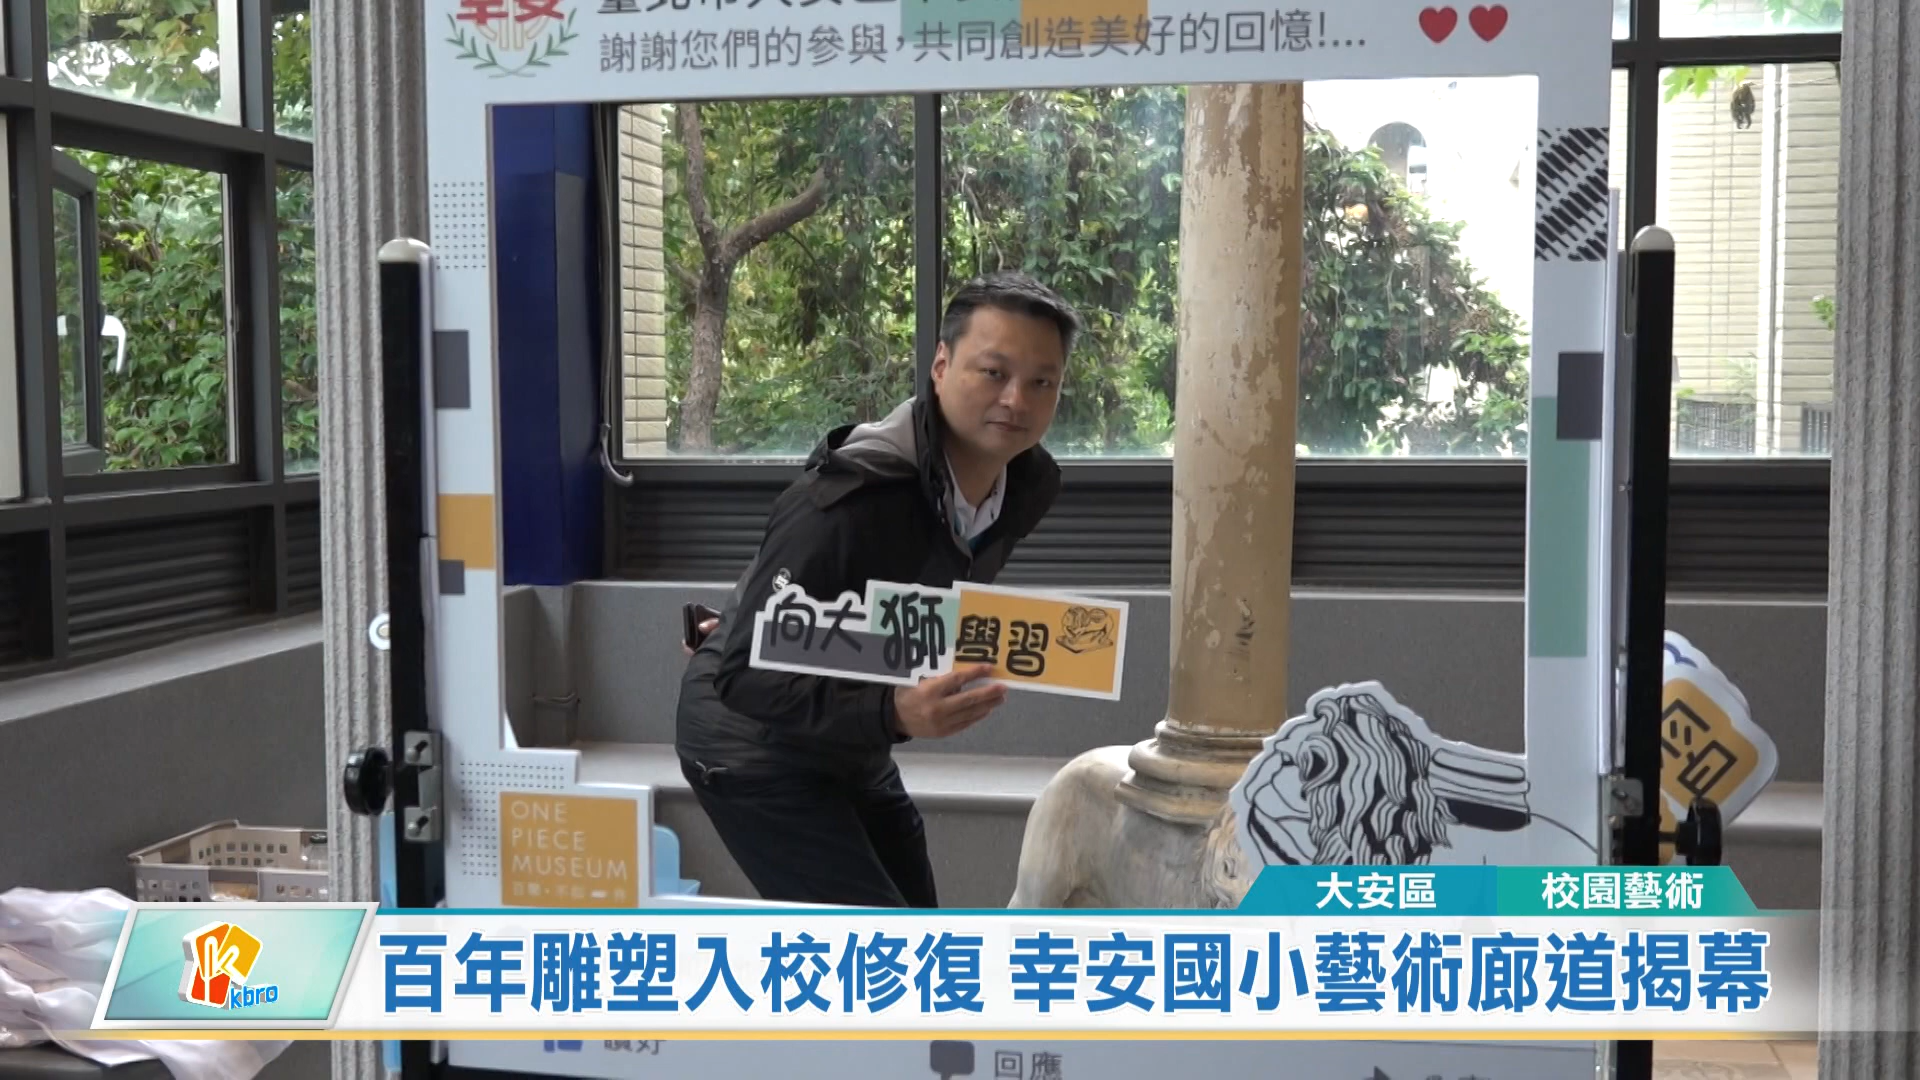 幸安
謝謝您們的參與，共同創造美好的回憶!...
向大獅學習
ONE
PIECE
MUSEUM
大安區
校園藝術
kbro
百年雕塑入校修復 幸安國小藝術廊道揭幕
回應